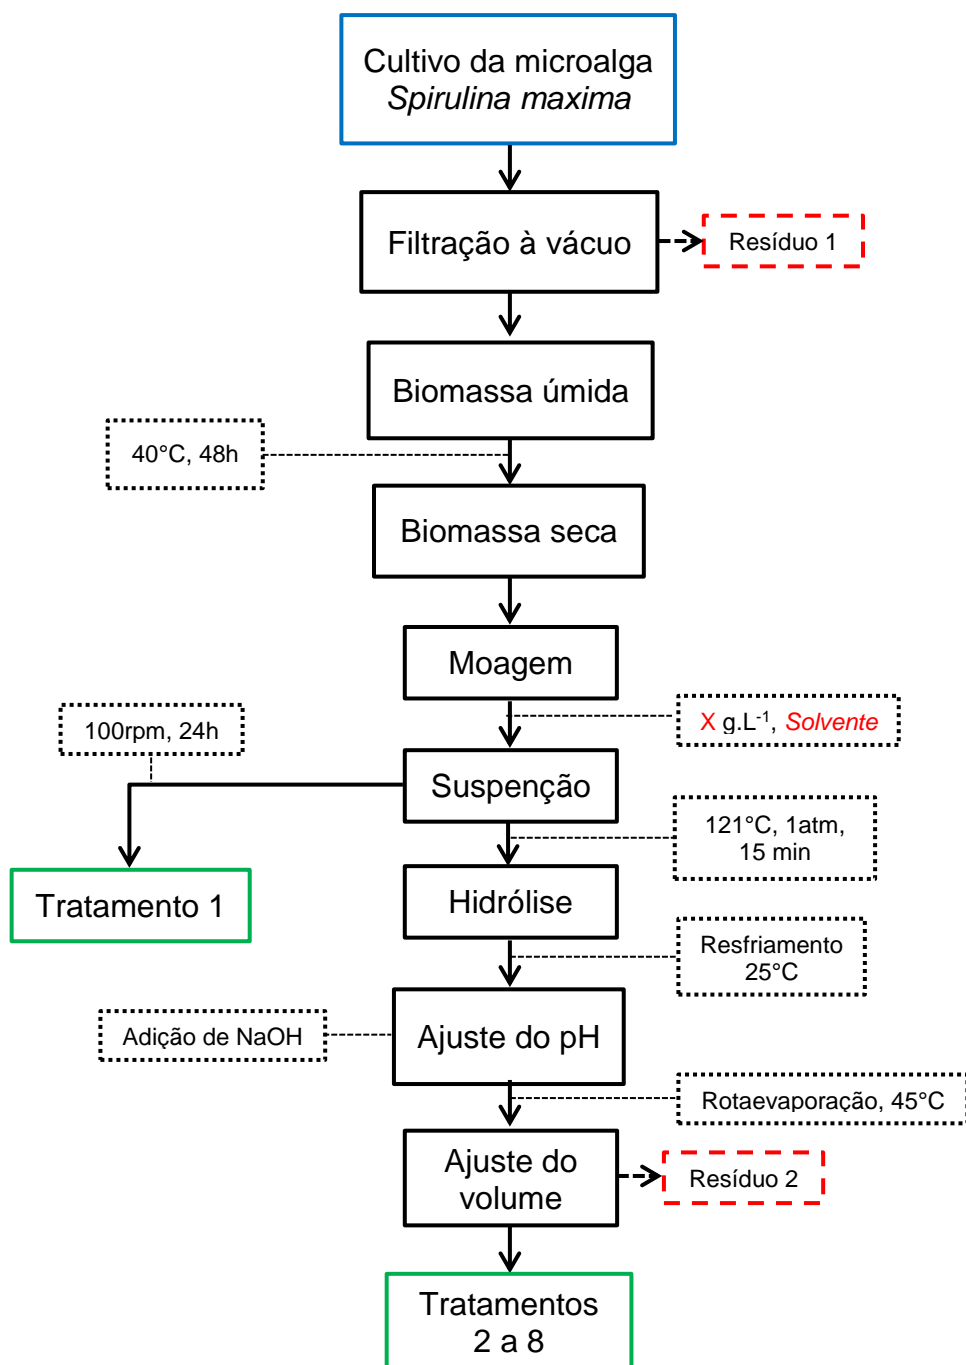 Cultivo da microalga
Spirulina maxima
Filtração à vácuo
Resíduo 1
Biomassa úmida
40°C, 48h
Biomassa seca
Moagem
100rpm, 24h
X g.L⁻¹, Solvente
Suspenção
121°C, 1atm,
15 min
Tratamento 1
Hidrólise
Resfriamento
25°C
Adição de NaOH
Ajuste do pH
Rotaevaporação, 45°C
Ajuste do
volume
Resíduo 2
Tratamentos
2 a 8